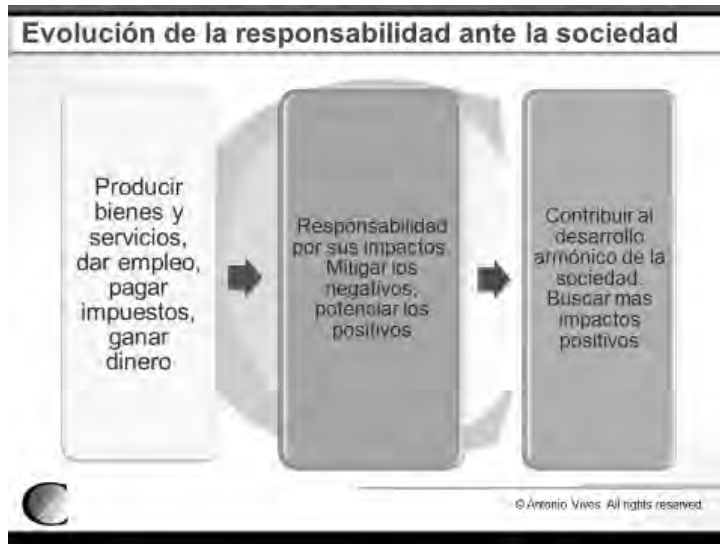 Evolución de la responsabilidad ante la sociedad
Producir
bienes y
servicios,
dar empleo,
pagar
impuestos,
ganar
dinero
Responsabilidad
por sus impactos.
Mitigar los
negativos,
potenciar los
positivos
Contribuir al
desarrollo
armónico de la
sociedad.
Buscar mas
impactos
positivos
© Antonio Vives. All rights reserved.